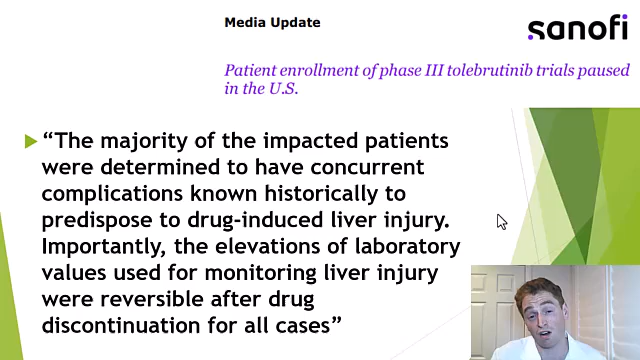 Media Update
sanofi
Patient enrollment of phase III tolebrutinib trials paused
in the U.S.
“The majority of the impacted patients
were determined to have concurrent
complications known historically to
predispose to drug-induced liver injury.
Importantly, the elevations of laboratory
values used for monitoring liver injury
were reversible after drug
discontinuation for all cases”